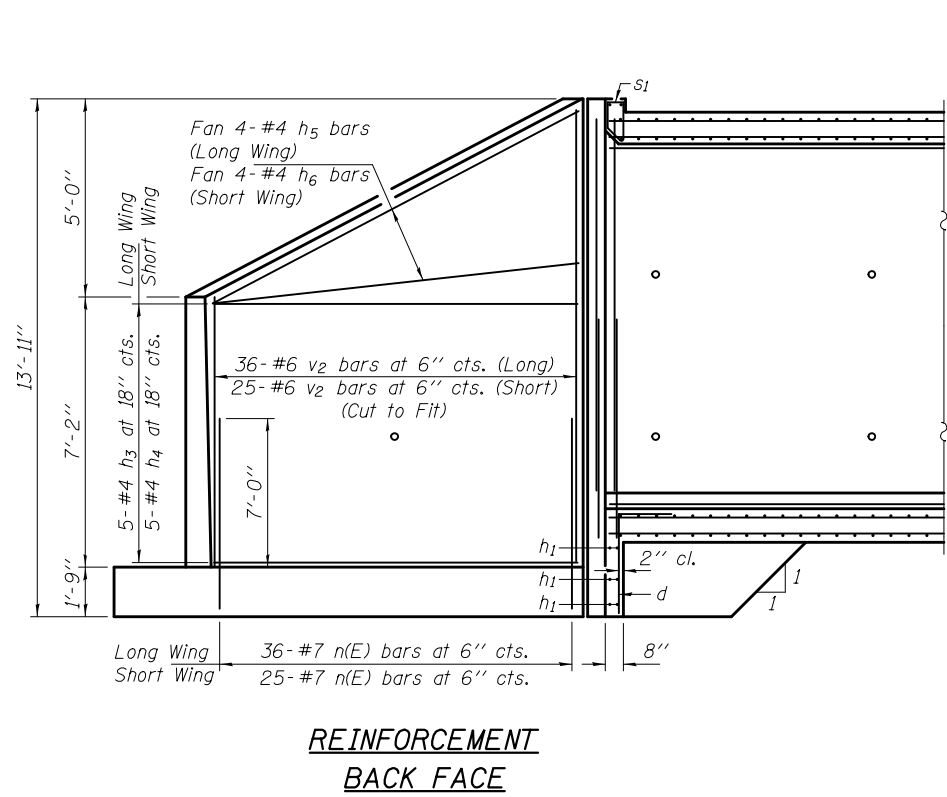 s1
Fan 4-#4 h5 bars
(Long Wing)
Fan 4-#4 h6 bars
(Short Wing)
5'-0"
Long Wing
Short Wing
13'-11"
7'-2"
5-#4 h3 at 18" cts.
5-#4 h4 at 18" cts.
36-#6 v2 bars at 6" cts. (Long)
25-#6 v2 bars at 6" cts. (Short)
(Cut to Fit)
7'-0"
1'-9"
h1
2" cl.
h1
1
d
h1
1
Long Wing
36-#7 n(E) bars at 6" cts.
8"
Short Wing
25-#7 n(E) bars at 6" cts.
REINFORCEMENT
BACK FACE